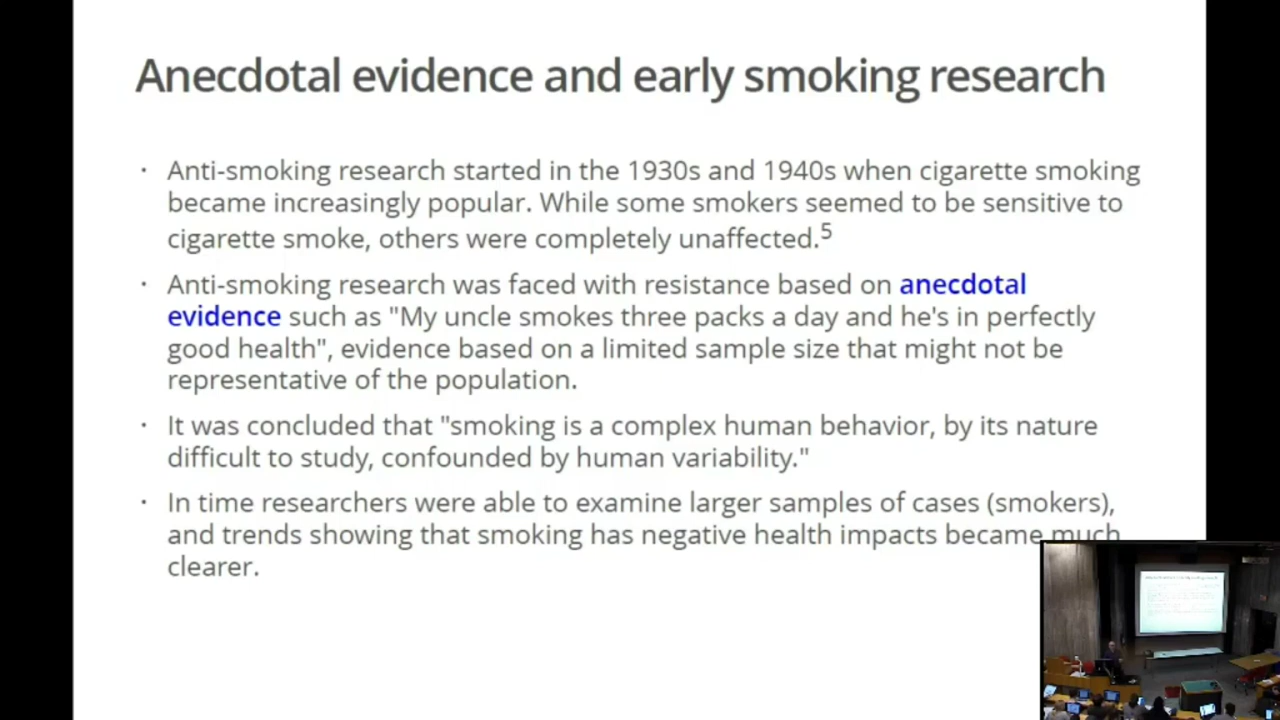 Anecdotal evidence and early smoking research
· Anti-smoking research started in the 1930s and 1940s when cigarette smoking
became increasingly popular. While some smokers seemed to be sensitive to
cigarette smoke, others were completely unaffected.5
· Anti-smoking research was faced with resistance based on anecdotal
evidence such as "My uncle smokes three packs a day and he's in perfectly
good health", evidence based on a limited sample size that might not be
representative of the population.
· It was concluded that "smoking is a complex human behavior, by its nature
difficult to study, confounded by human variability."
· In time researchers were able to examine larger samples of cases (smokers),
and trends showing that smoking has negative health impacts became much
clearer.